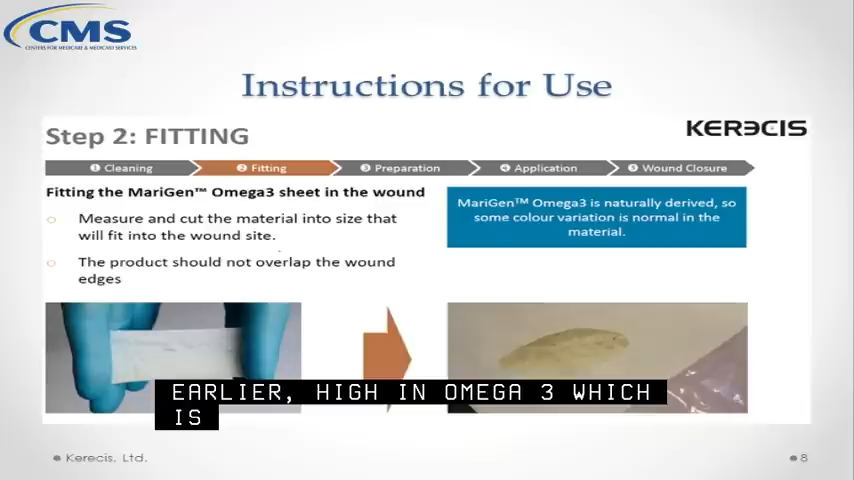 CMS
CENTERS FOR MEDICARE & MEDICAID SERVICES
Instructions for Use
Step 2: FITTING
KERECIS
❶ Cleaning
❷ Fitting
❸ Preparation
❹ Application
❺ Wound Closure
Fitting the MariGen™ Omega3 sheet in the wound
○ Measure and cut the material into size that
will fit into the wound site.
○ The product should not overlap the wound
edges
MariGen™ Omega3 is naturally derived, so
some colour variation is normal in the
material.
EARLIER, HIGH IN OMEGA 3 WHICH
IS
Kerecis. Ltd.
8